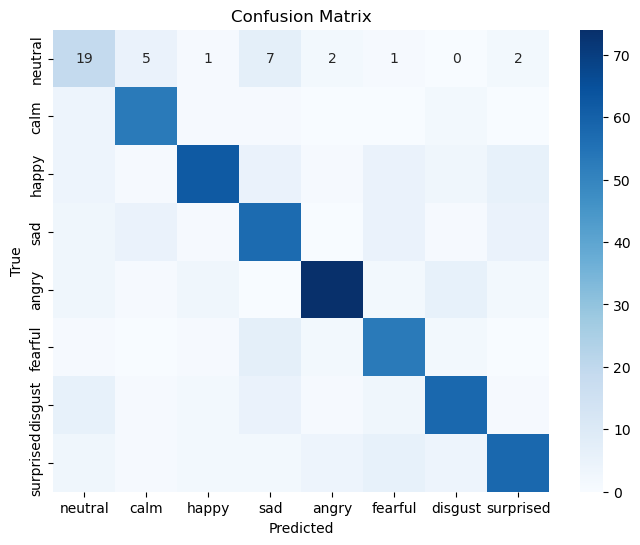 Confusion Matrix
True
neutral 19 5 1 7 2 1 0 2
calm
happy
sad
angry
fearful
disgust
surprised
neutral calm happy sad angry fearful disgust surprised
Predicted
70
60
50
40
30
20
10
0